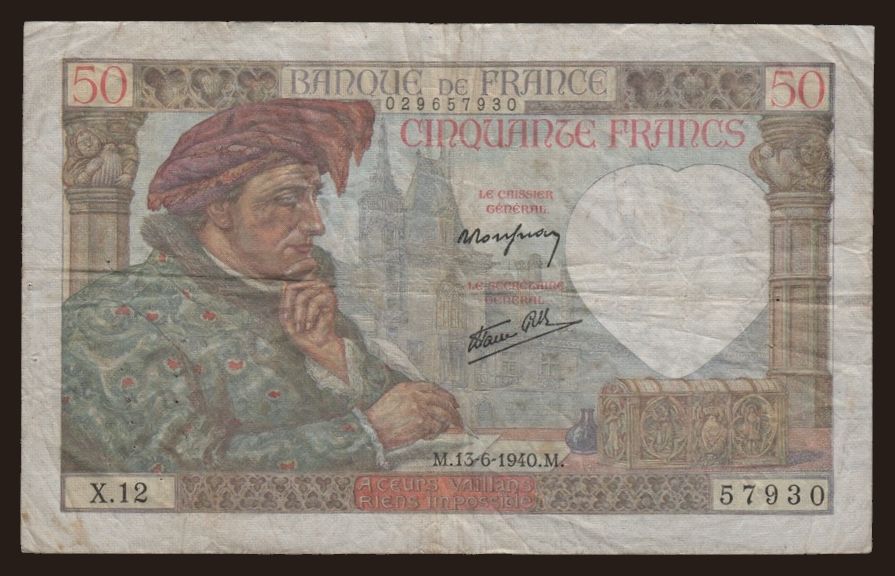 50 BANQUE DE FRANCE 50
029657930
CINQUANTE FRANCS
LE CAISSIER
GÉNÉRAL
LE SECRÉTAIRE
GÉNÉRAL
M.13-6-1940.M.
X.12
A CEURS VAILLANS
RIENS IMPOSSIBLE
57930